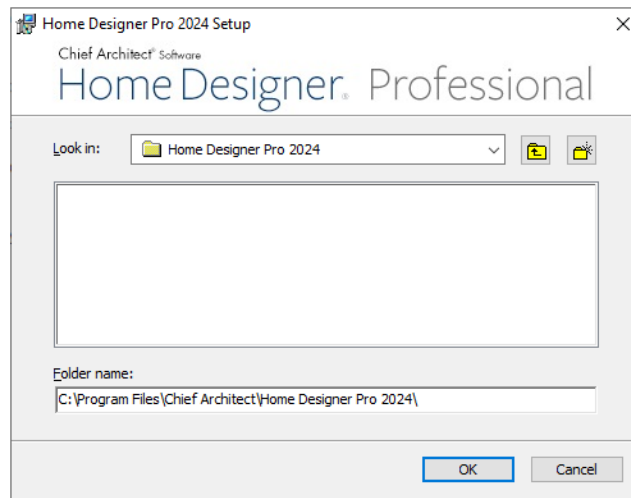 Home Designer Pro 2024 Setup
Chief Architect® Software
Home Designer® Professional
Look in:
Home Designer Pro 2024
Folder name:
C:\Program Files\Chief Architect\Home Designer Pro 2024\
OK Cancel